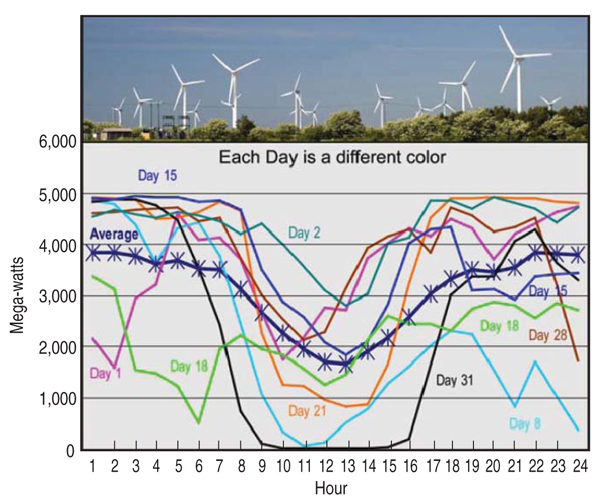 Each Day is a different color
Mega-watts
6,000
5,000
4,000
3,000
2,000
1,000
0
Day 15
Average
Day 2
Day 15
Day 1
Day 18
Day 18
Day 28
Day 21
Day 31
Day 8
1 2 3 4 5 6 7 8 9 10 11 12 13 14 15 16 17 18 19 20 21 22 23 24
Hour